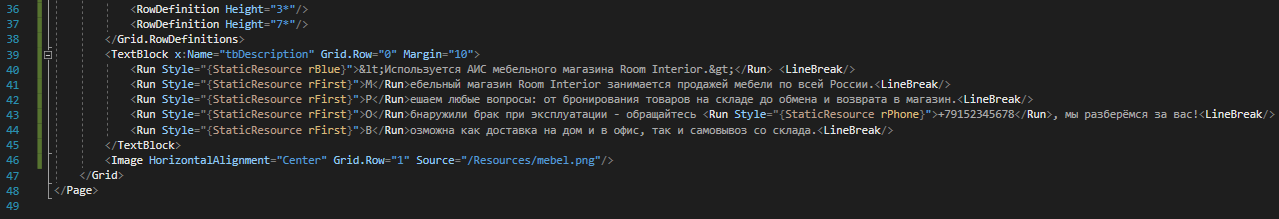 36 <RowDefinition Height="3*"/>
37 <RowDefinition Height="7*"/>
38 </Grid.RowDefinitions>
39 <TextBlock x:Name="tbDescription" Grid.Row="0" Margin="10">
40 <Run Style="{StaticResource rBlue}">&lt;Используется АИС мебельного магазина Room Interior.&gt;</Run> <LineBreak/>
41 <Run Style="{StaticResource rFirst}">М</Run>ебельный магазин Room Interior занимается продажей мебели по всей России.<LineBreak/>
42 <Run Style="{StaticResource rFirst}">Р</Run>ешаем любые вопросы: от бронирования товаров на складе до обмена и возврата в магазин.<LineBreak/>
43 <Run Style="{StaticResource rFirst}">О</Run>бнаружили брак при эксплуатации - обращайтесь <Run Style="{StaticResource rPhone}">+79152345678</Run>, мы разберёмся за вас!<LineBreak/>
44 <Run Style="{StaticResource rFirst}">В</Run>озможна как доставка на дом и в офис, так и самовывоз со склада.<LineBreak/>
45 </TextBlock>
46 <Image HorizontalAlignment="Center" Grid.Row="1" Source="/Resources/mebel.png"/>
47 </Grid>
48 </Page>
49